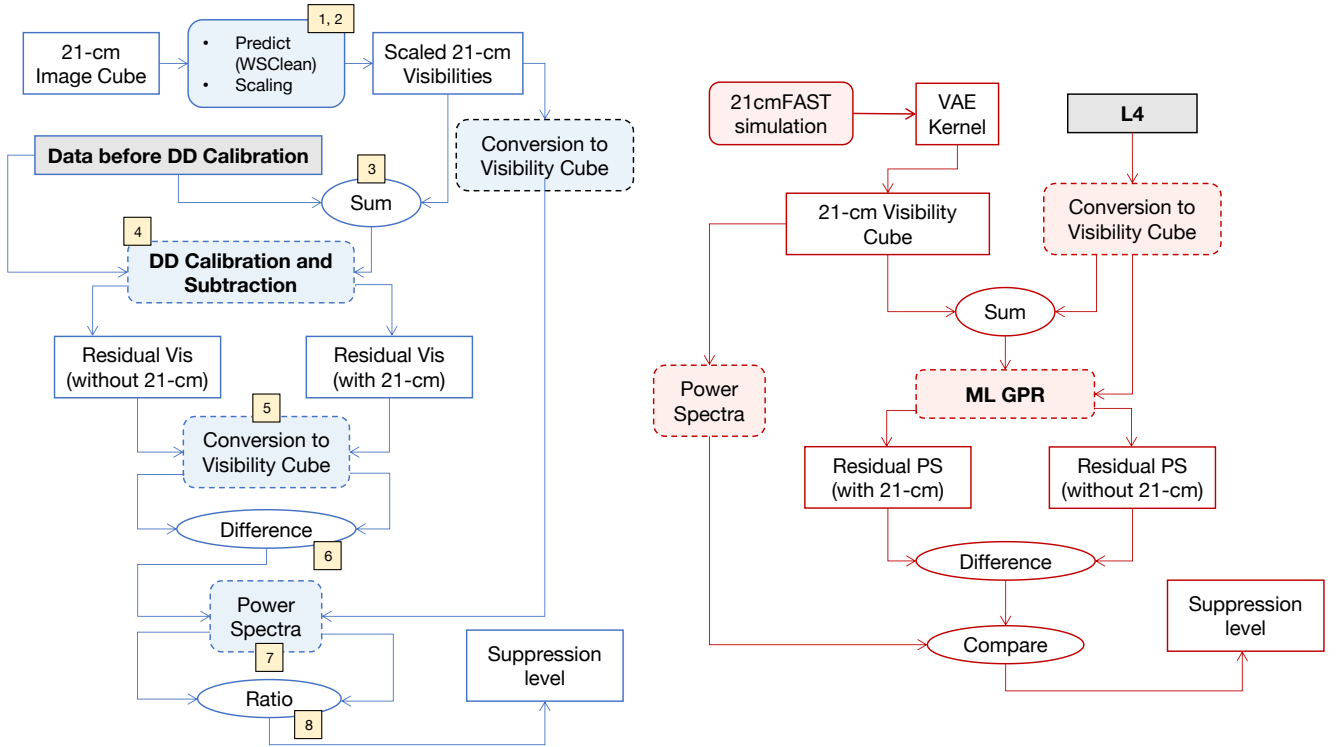 1, 2
21-cm
Image Cube
• Predict
(WSClean)
• Scaling
Scaled 21-cm
Visibilities
Conversion to
Visibility Cube
Data before DD Calibration
3
Sum
4
DD Calibration and
Subtraction
Residual Vis
(without 21-cm)
Residual Vis
(with 21-cm)
5
Conversion to
Visibility Cube
Difference
6
Power
Spectra
7
Ratio
8
Suppression
level
21cmFAST
simulation
VAE
Kernel
L4
21-cm Visibility
Cube
Conversion to
Visibility Cube
Sum
Power
Spectra
ML GPR
Residual PS
(with 21-cm)
Residual PS
(without 21-cm)
Difference
Compare
Suppression
level